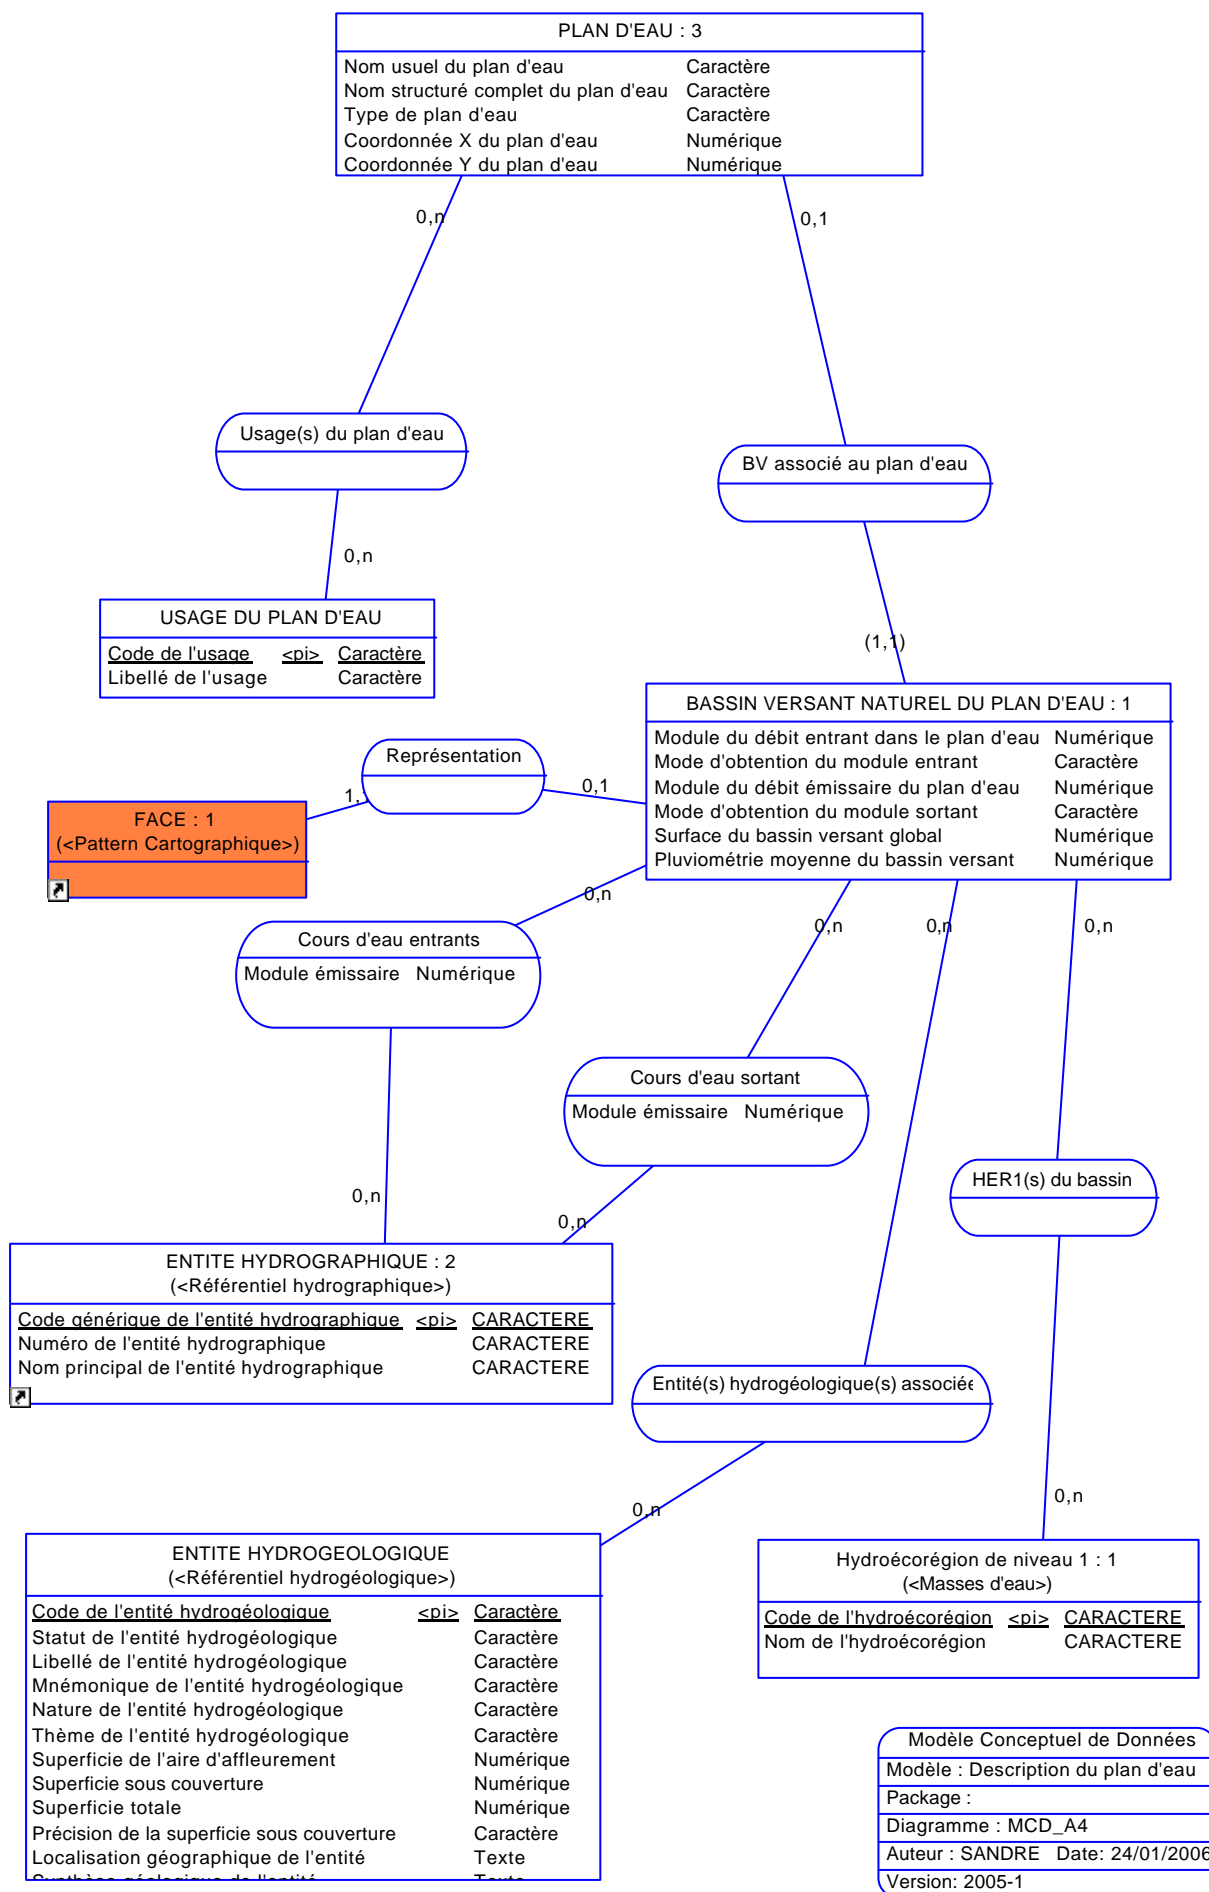 PLAN D'EAU : 3
Nom usuel du plan d'eau Caractère
Nom structuré complet du plan d'eau Caractère
Type de plan d'eau Caractère
Coordonnée X du plan d'eau Numérique
Coordonnée Y du plan d'eau Numérique
0,n
0,1
Usage(s) du plan d'eau
BV associé au plan d'eau
0,n
(1,1)
USAGE DU PLAN D'EAU
Code de l'usage <pi> Caractère
Libellé de l'usage Caractère
BASSIN VERSANT NATUREL DU PLAN D'EAU : 1
Module du débit entrant dans le plan d'eau Numérique
Mode d'obtention du module entrant Caractère
Module du débit émissaire du plan d'eau Numérique
Mode d'obtention du module sortant Caractère
Surface du bassin versant global Numérique
Pluviométrie moyenne du bassin versant Numérique
Représentation
0,1
FACE : 1
(<Pattern Cartographique>)
0,n
0,n
0,n
0,n
Cours d'eau entrants
Module émissaire Numérique
Cours d'eau sortant
Module émissaire Numérique
HER1(s) du bassin
0,n
0,n
ENTITE HYDROGRAPHIQUE : 2
(<Référentiel hydrographique>)
Code générique de l'entité hydrographique <pi> CARACTERE
Numéro de l'entité hydrographique CARACTERE
Nom principal de l'entité hydrographique CARACTERE
Entité(s) hydrogéologique(s) associée
0,n
0,n
ENTITE HYDROGEOLOGIQUE
(<Référentiel hydrogéologique>)
Code de l'entité hydrogéologique <pi> Caractère
Statut de l'entité hydrogéologique Caractère
Libellé de l'entité hydrogéologique Caractère
Mnémonique de l'entité hydrogéologique Caractère
Nature de l'entité hydrogéologique Caractère
Thème de l'entité hydrogéologique Caractère
Superficie de l'aire d'affleurement Numérique
Superficie sous couverture Numérique
Superficie totale Numérique
Précision de la superficie sous couverture Caractère
Localisation géographique de l'entité Texte
Synthèse géologique de l'entité Texte
Hydroécorégion de niveau 1 : 1
(<Masses d'eau>)
Code de l'hydroécorégion <pi> CARACTERE
Nom de l'hydroécorégion CARACTERE
Modèle Conceptuel de Données
Modèle : Description du plan d'eau
Package :
Diagramme : MCD_A4
Auteur : SANDRE Date: 24/01/2006
Version: 2005-1